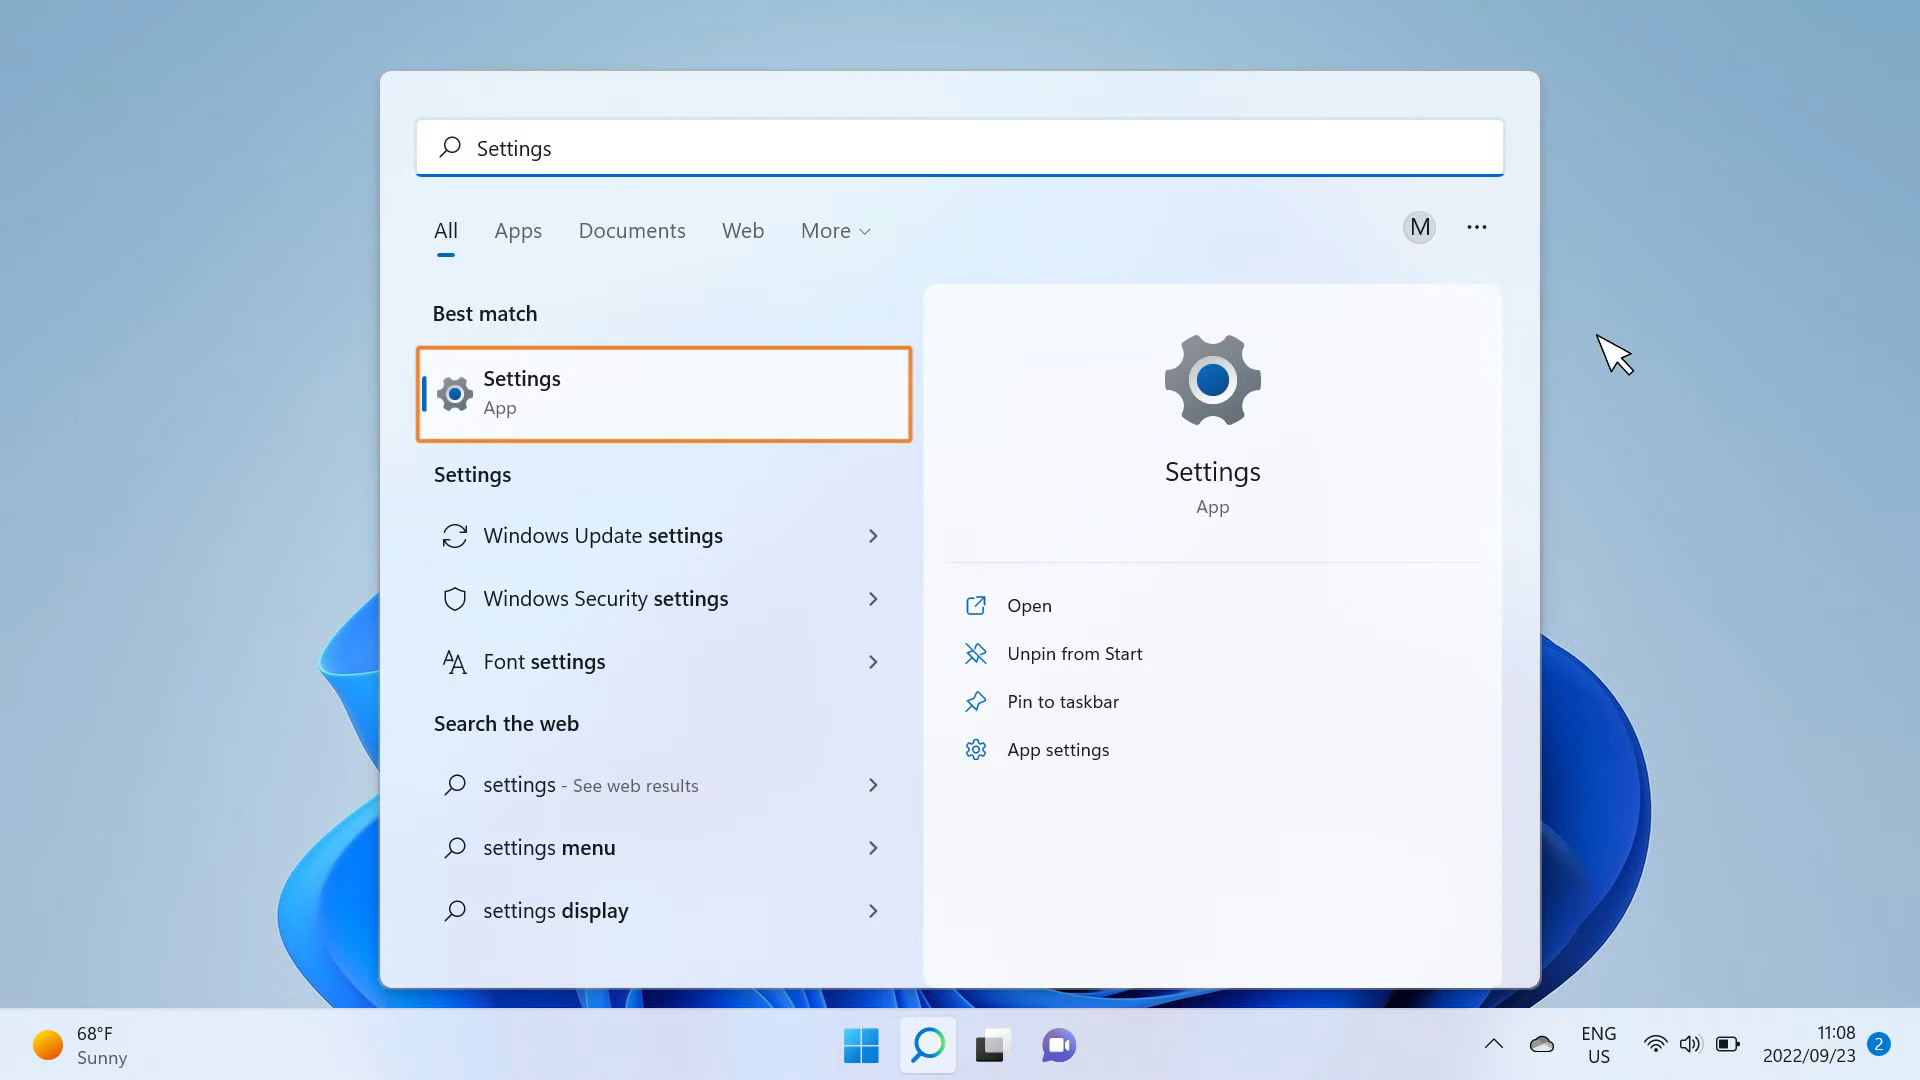 Settings
All Apps Documents Web More
M
Best match
Settings
App
Settings
Windows Update settings
Windows Security settings
Font settings
Search the web
settings - See web results
settings menu
settings display
Settings
App
Open
Unpin from Start
Pin to taskbar
App settings
68°F
Sunny
ENG
US
11:08
2022/09/23
2